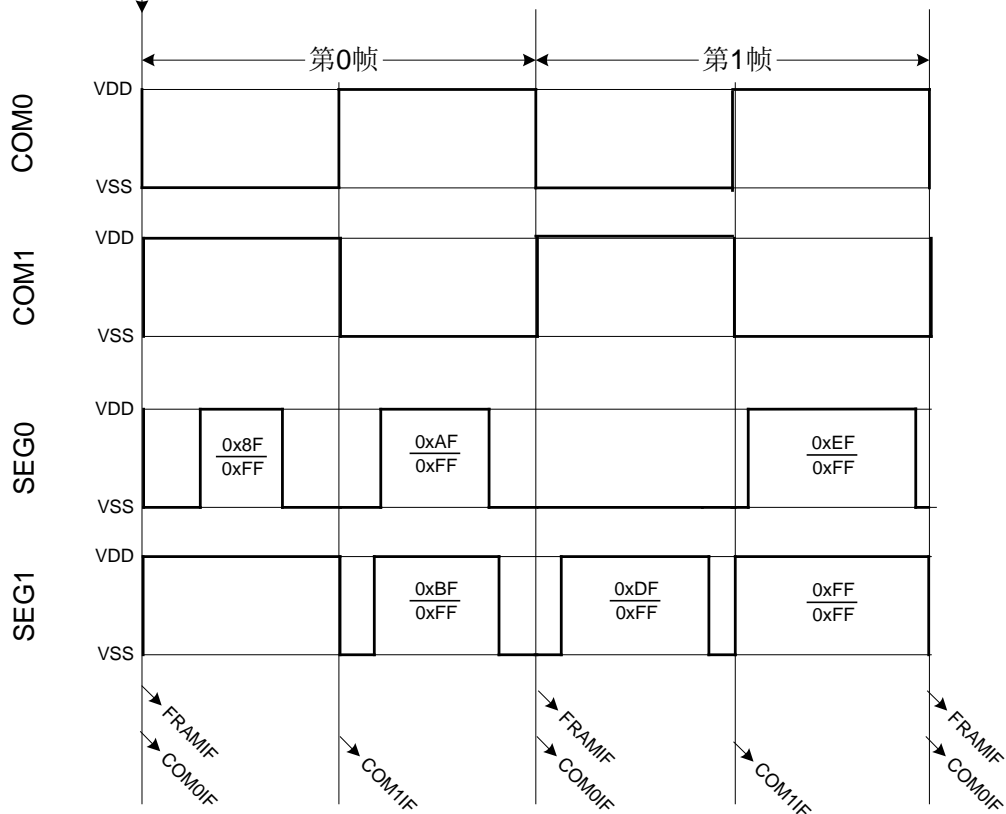 第0帧
第1帧
COM0
VDD
VSS
COM1
VDD
VSS
SEG0
VDD
0x8F
0xFF
0xAF
0xFF
0xEF
0xFF
VSS
SEG1
VDD
0xBF
0xFF
0xDF
0xFF
0xFF
0xFF
VSS
FRAMIF
COM0IF
COM1IF
FRAMIF
COM0IF
COM1IF
FRAMIF
COM0IF